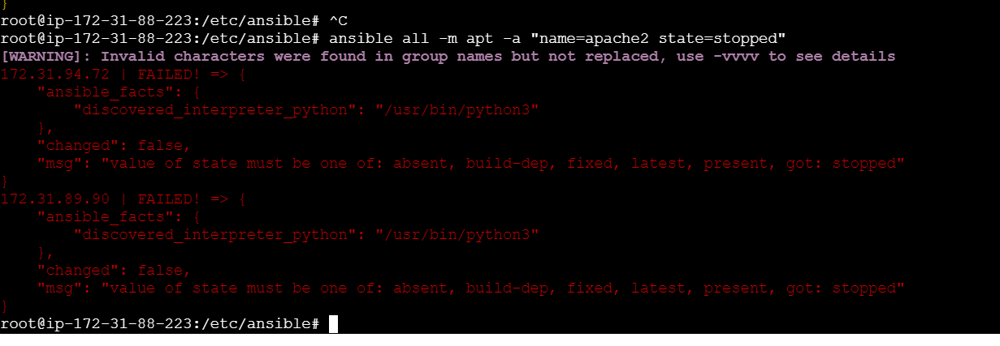 }
root@ip-172-31-88-223:/etc/ansible# ^C
root@ip-172-31-88-223:/etc/ansible# ansible all -m apt -a "name=apache2 state=stopped"
[WARNING]: Invalid characters were found in group names but not replaced, use -vvvv to see details
172.31.94.72 | FAILED! => {
    "ansible_facts": {
        "discovered_interpreter_python": "/usr/bin/python3"
    },
    "changed": false,
    "msg": "value of state must be one of: absent, build-dep, fixed, latest, present, got: stopped"
}
172.31.89.90 | FAILED! => {
    "ansible_facts": {
        "discovered_interpreter_python": "/usr/bin/python3"
    },
    "changed": false,
    "msg": "value of state must be one of: absent, build-dep, fixed, latest, present, got: stopped"
}
root@ip-172-31-88-223:/etc/ansible#